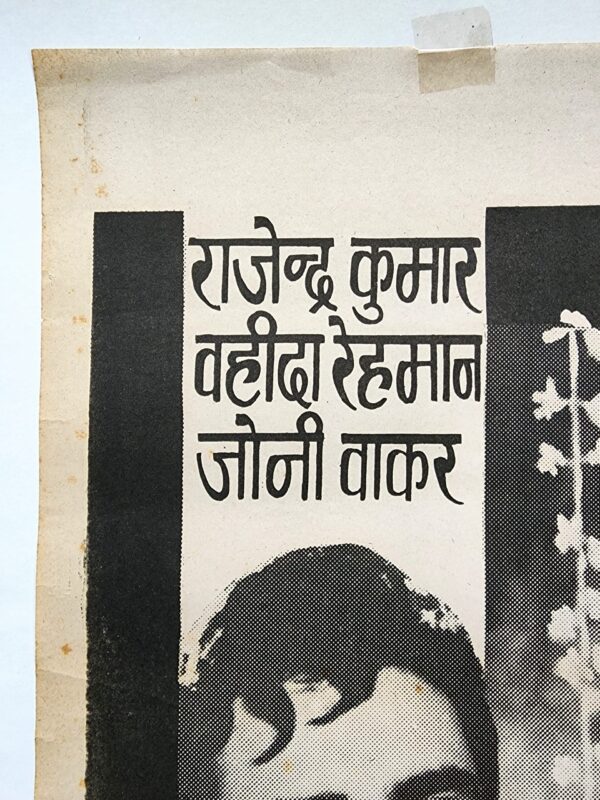 राजेन्द्र कुमार
वहीदा रेहमान
जोनी वाकर